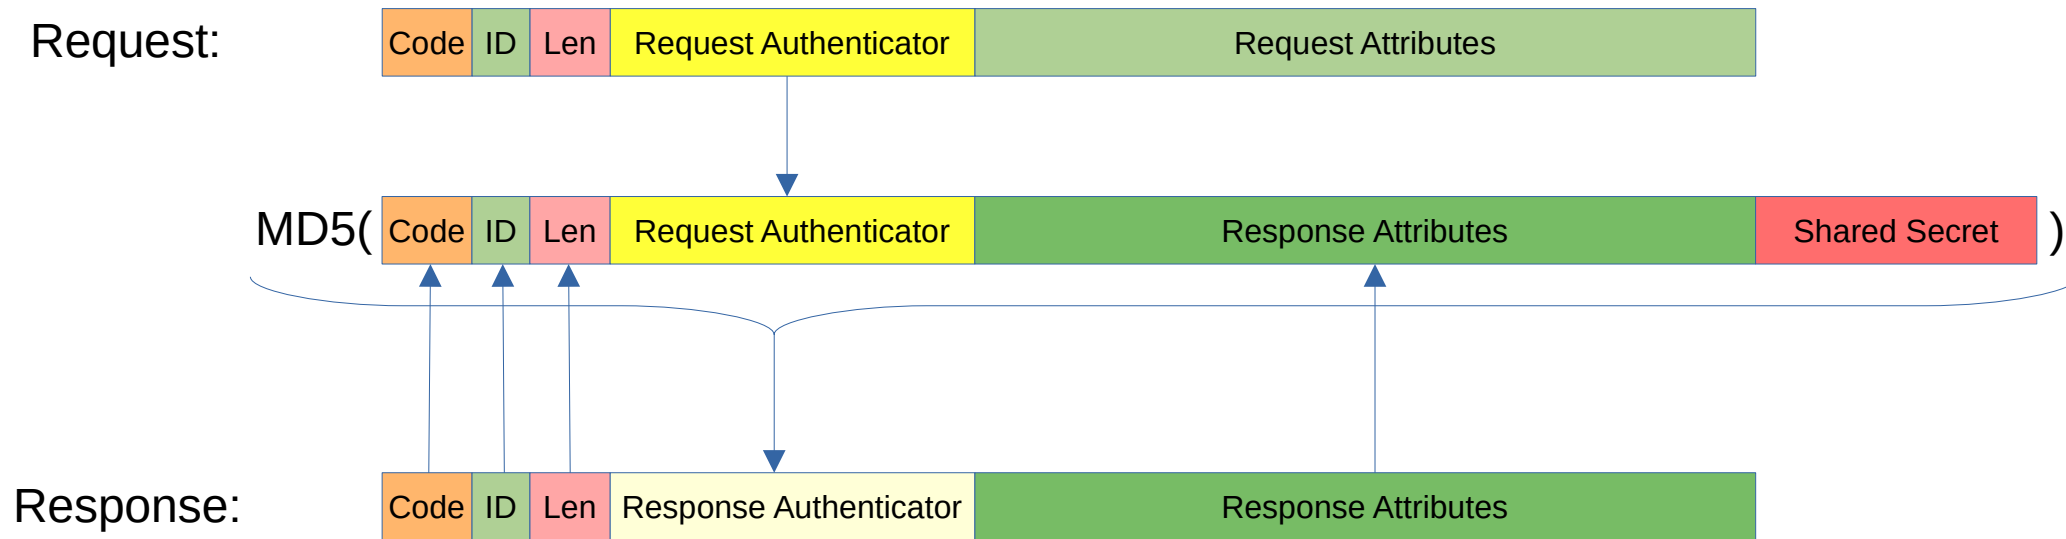 Request: Code ID Len Request Authenticator Request Attributes
MD5( Code ID Len Request Authenticator Response Attributes Shared Secret )
Response: Code ID Len Response Authenticator Response Attributes